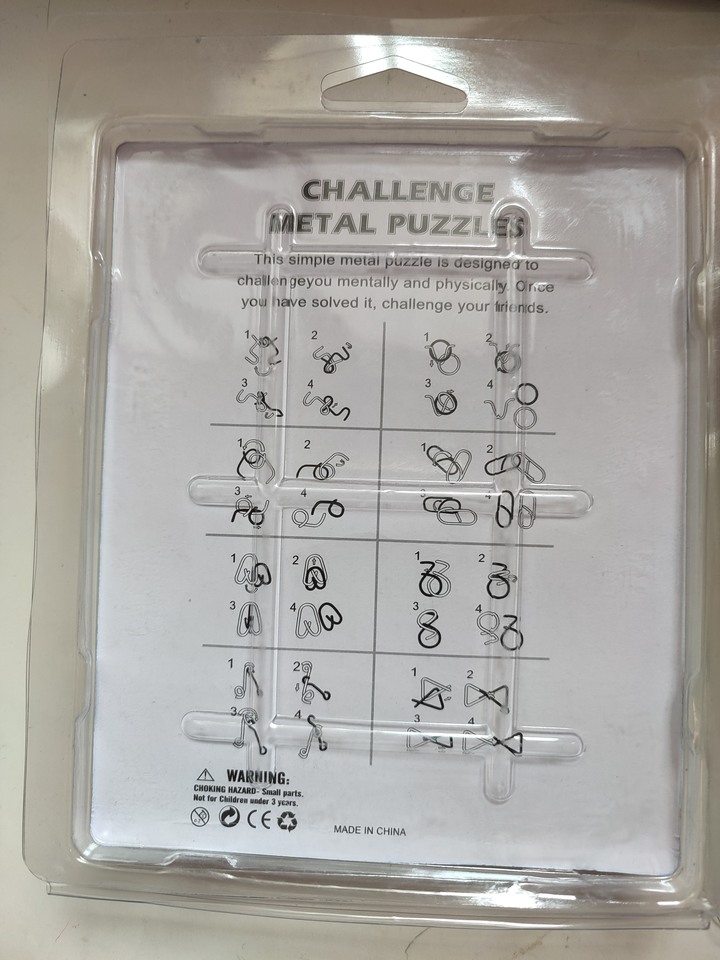 CHALLENGE
METAL PUZZLES
This simple metal puzzle is designed to
challengeyou mentally and physically. Once
you have solved it, challenge your friends.
1 2 1 2
3 4 3 4
1 2 1 2
3 4 3 4
1 2 1 2
3 4 3 4
1 2 1 2
3 4 3 4
WARNING:
CHOKING HAZARD- Small parts.
Not for Children under 3 years.
CE
MADE IN CHINA